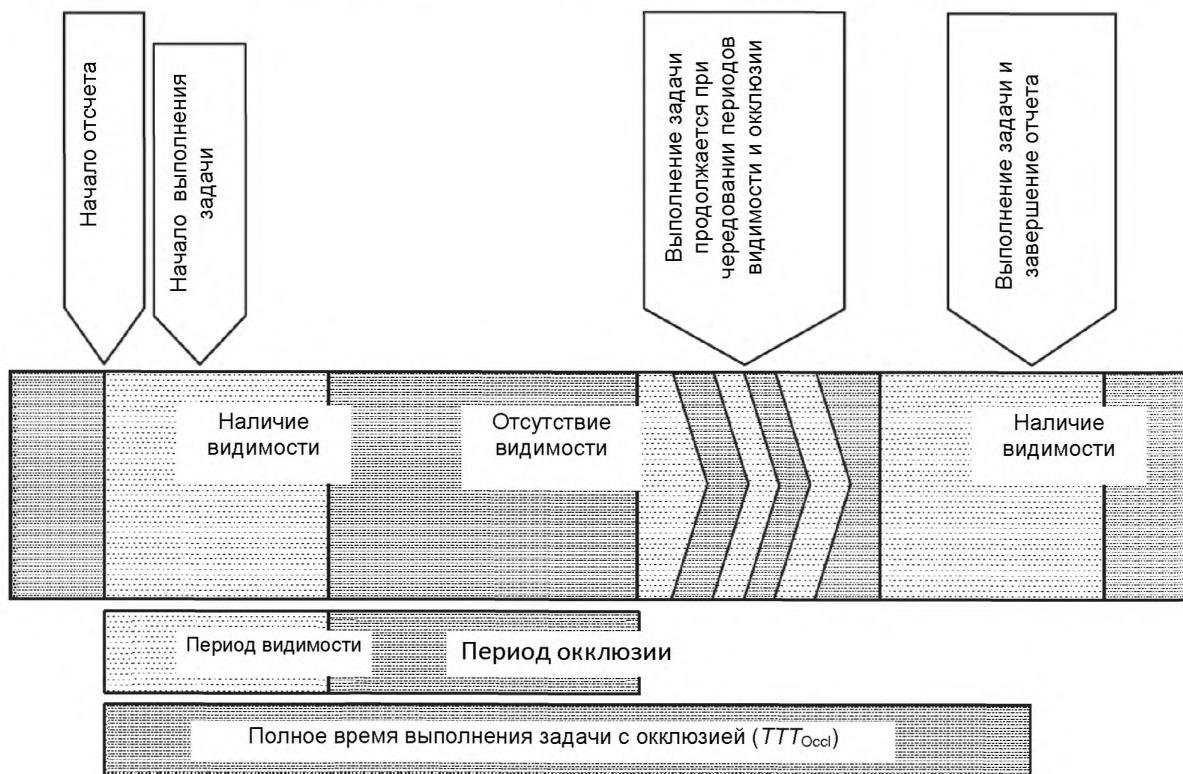 Начало отсчета
Начало выполнения
задачи
Выполнение задачи
продолжается при
чередовании периодов
видимости и окклюзии
Выполнение задачи и
завершение отчета
Наличие
видимости
Отсутствие
видимости
Наличие
видимости
Период видимости
Период окклюзии
Полное время выполнения задачи с окклюзией (TTTOccl)